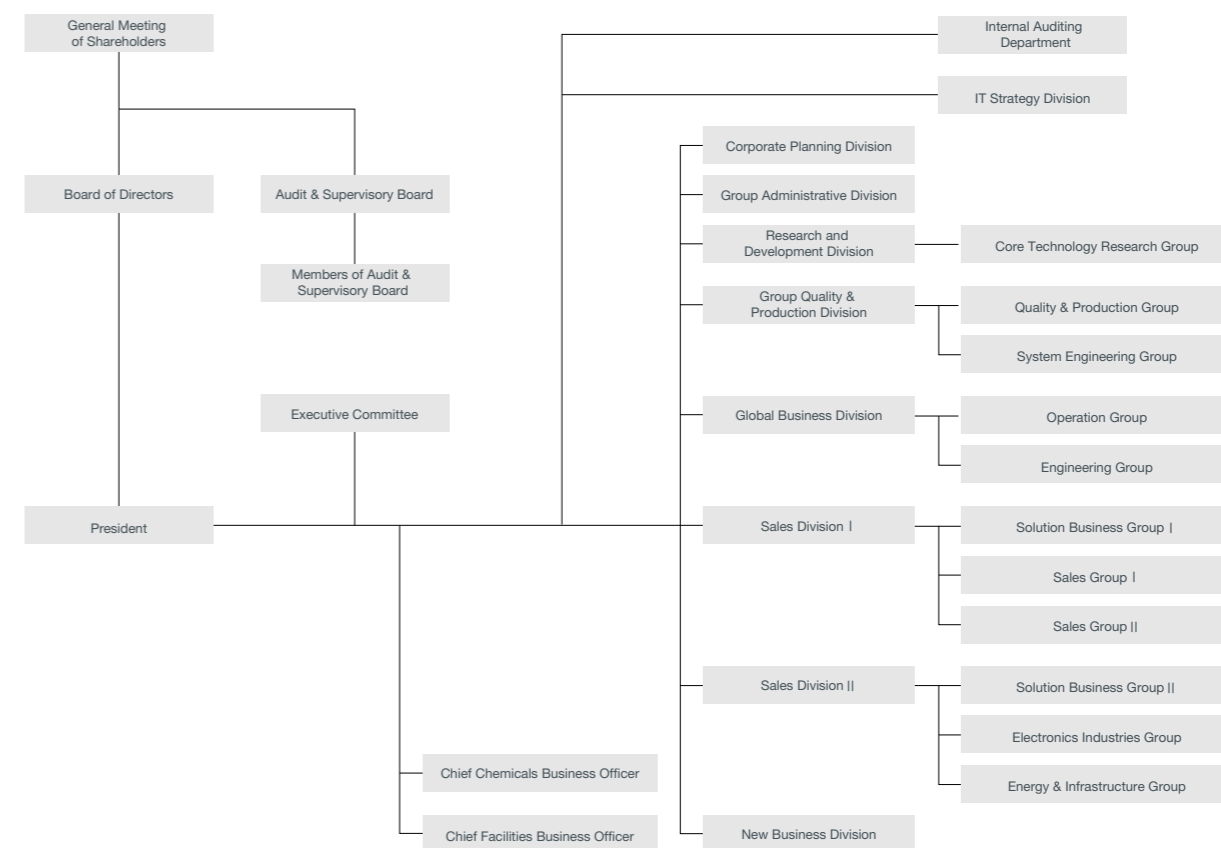 General Meeting
of Shareholders
Internal Auditing
Department
IT Strategy Division
Corporate Planning Division
Board of Directors
Audit & Supervisory Board
Group Administrative Division
Research and
Development Division
Core Technology Research Group
Members of Audit &
Supervisory Board
Group Quality &
Production Division
Quality & Production Group
System Engineering Group
Executive Committee
Global Business Division
Operation Group
Engineering Group
President
Sales Division I
Solution Business Group I
Sales Group I
Sales Group II
Sales Division II
Solution Business Group II
Electronics Industries Group
Chief Chemicals Business Officer
Energy & Infrastructure Group
Chief Facilities Business Officer
New Business Division